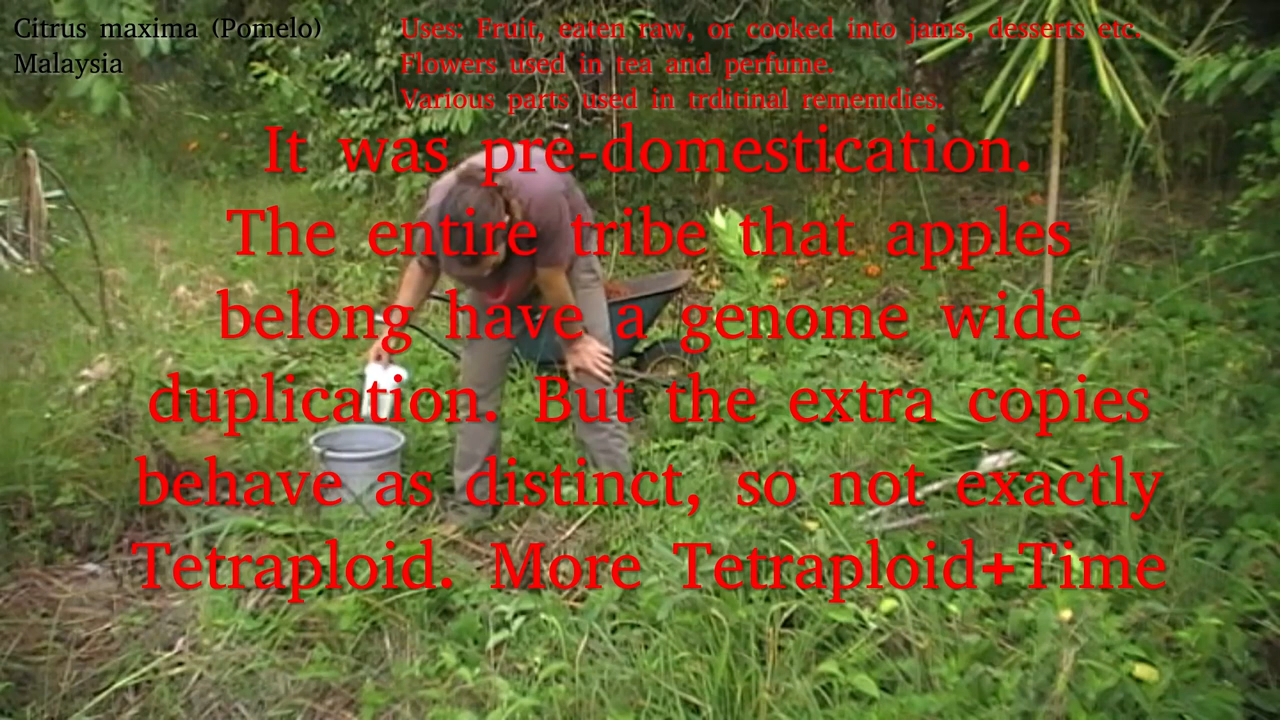 Citrus maxima (Pomelo)
Malaysia
Uses: Fruit, eaten raw, or cooked into jams, desserts etc.
Flowers used in tea and perfume.
Various parts used in trditinal rememdies.
It was pre-domestication.
The entire tribe that apples
belong have a genome wide
duplication. But the extra copies
behave as distinct, so not exactly
Tetraploid. More Tetraploid+Time